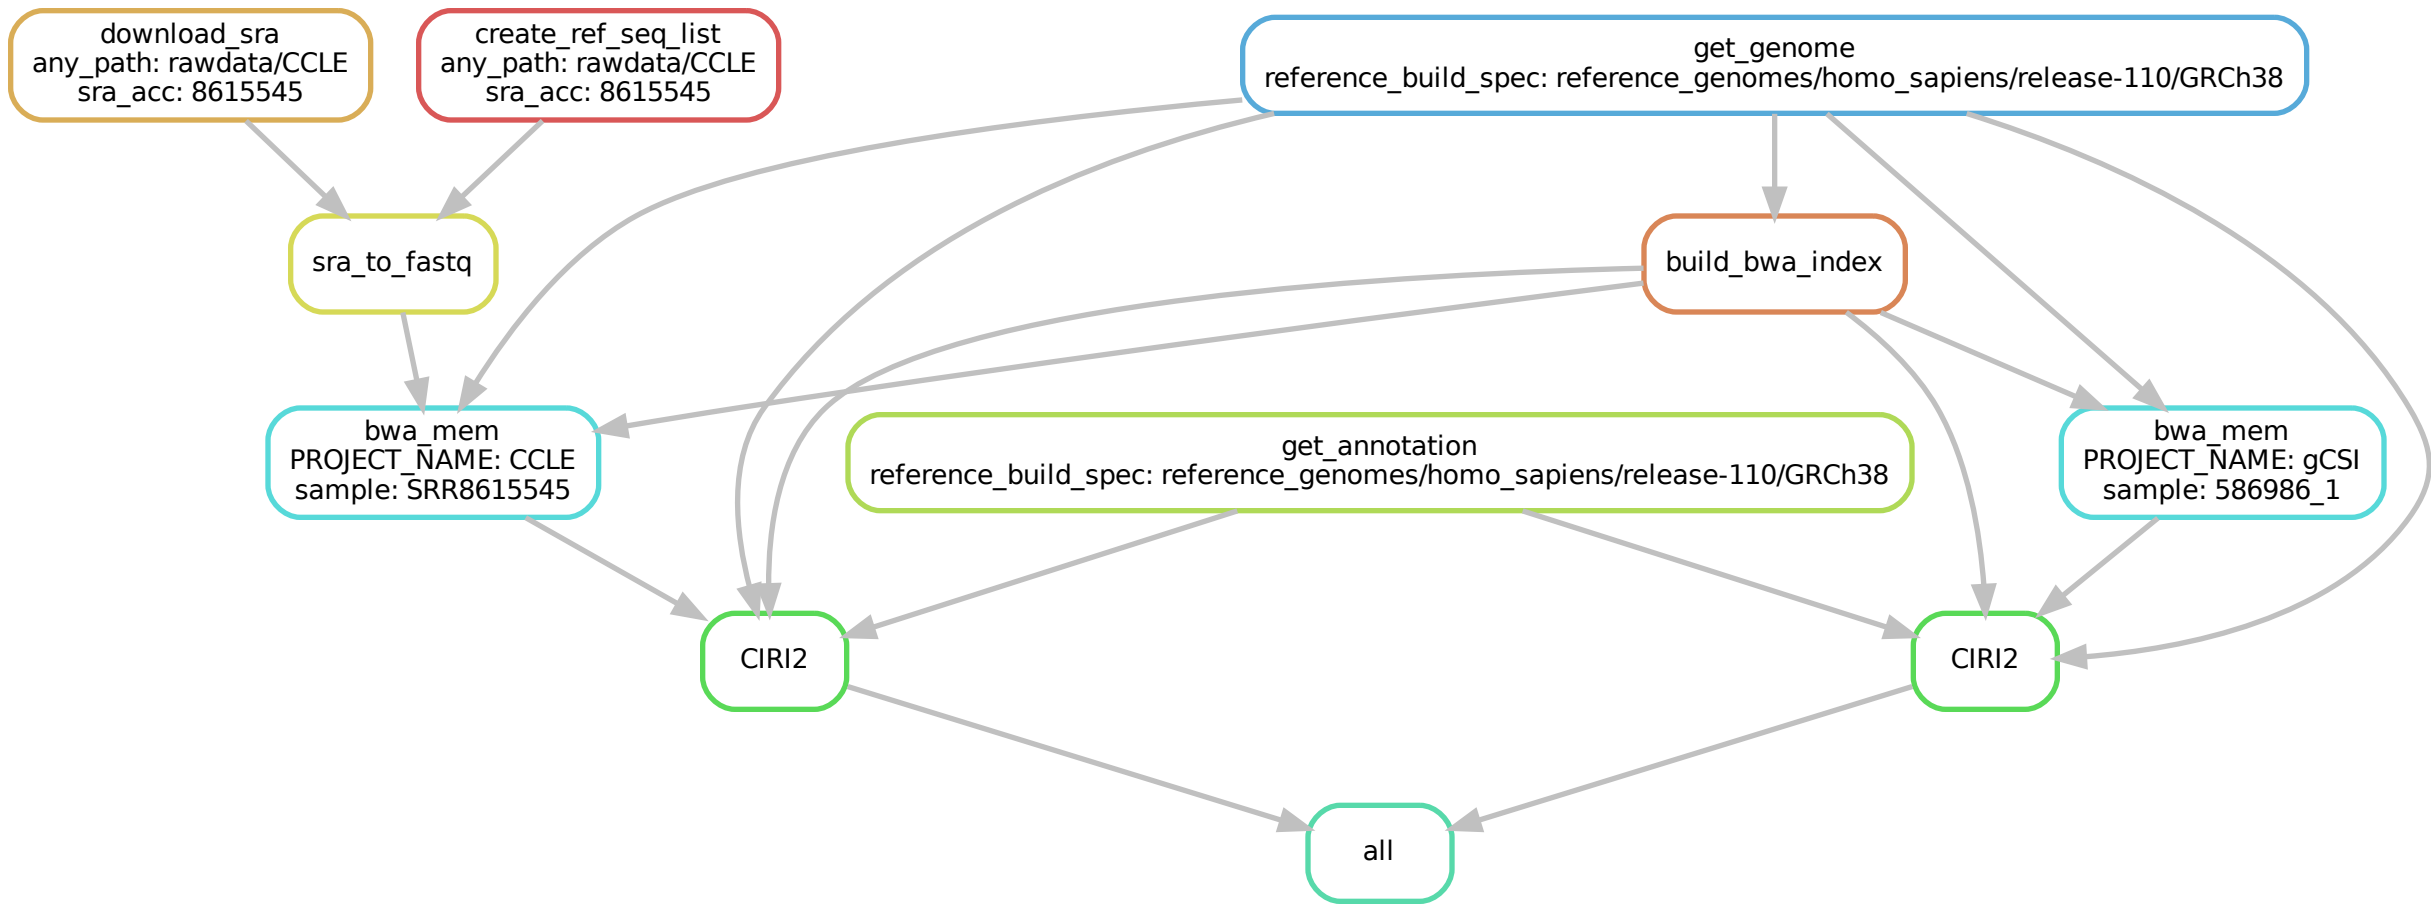 download_sra
any_path: rawdata/CCLE
sra_acc: 8615545
create_ref_seq_list
any_path: rawdata/CCLE
sra_acc: 8615545
get_genome
reference_build_spec: reference_genomes/homo_sapiens/release-110/GRCh38
sra_to_fastq
build_bwa_index
bwa_mem
PROJECT_NAME: CCLE
sample: SRR8615545
get_annotation
reference_build_spec: reference_genomes/homo_sapiens/release-110/GRCh38
bwa_mem
PROJECT_NAME: gCSI
sample: 586986_1
CIRI2
CIRI2
all